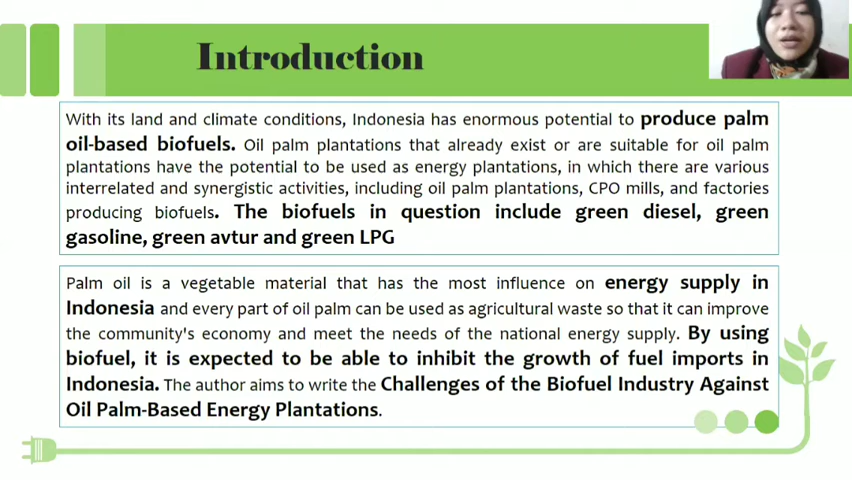 Introduction
With its land and climate conditions, Indonesia has enormous potential to produce palm
oil-based biofuels. Oil palm plantations that already exist or are suitable for oil palm
plantations have the potential to be used as energy plantations, in which there are various
interrelated and synergistic activities, including oil palm plantations, CPO mills, and factories
producing biofuels. The biofuels in question include green diesel, green
gasoline, green avtur and green LPG
Palm oil is a vegetable material that has the most influence on energy supply in
Indonesia and every part of oil palm can be used as agricultural waste so that it can improve
the community's economy and meet the needs of the national energy supply. By using
biofuel, it is expected to be able to inhibit the growth of fuel imports in
Indonesia. The author aims to write the Challenges of the Biofuel Industry Against
Oil Palm-Based Energy Plantations.